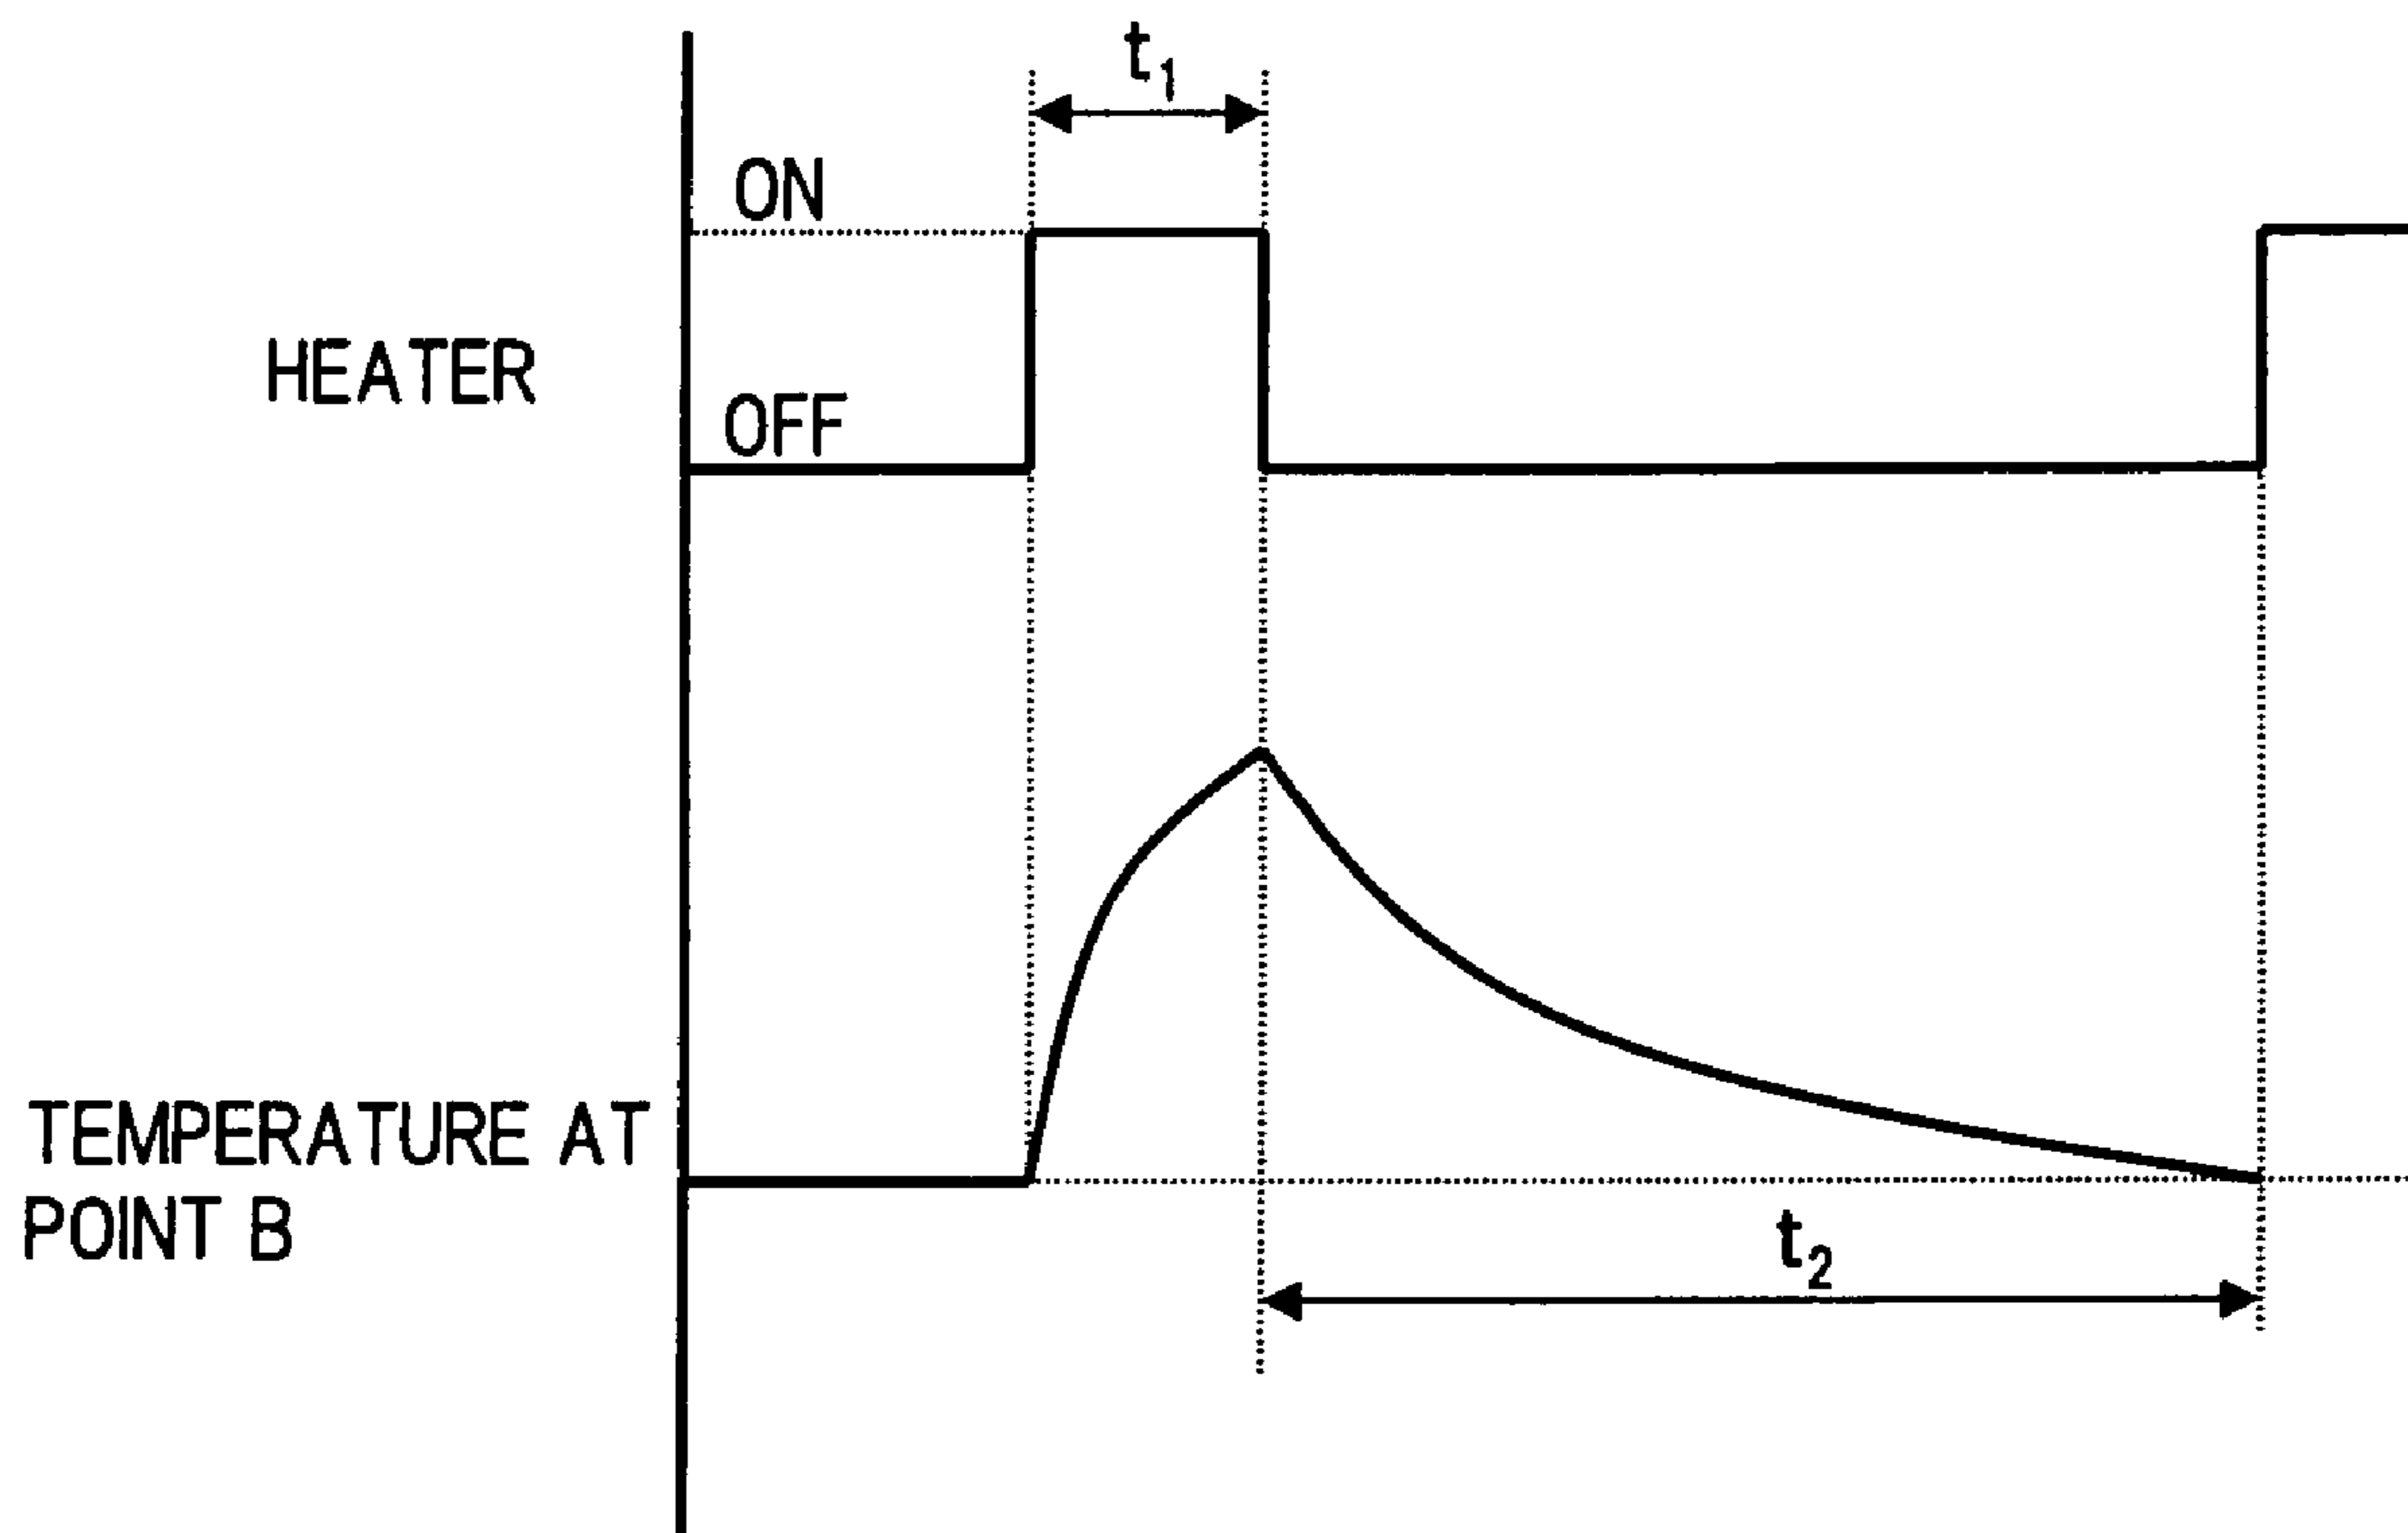 t₁
ON
HEATER
OFF
TEMPERATURE AT
POINT B
t₂